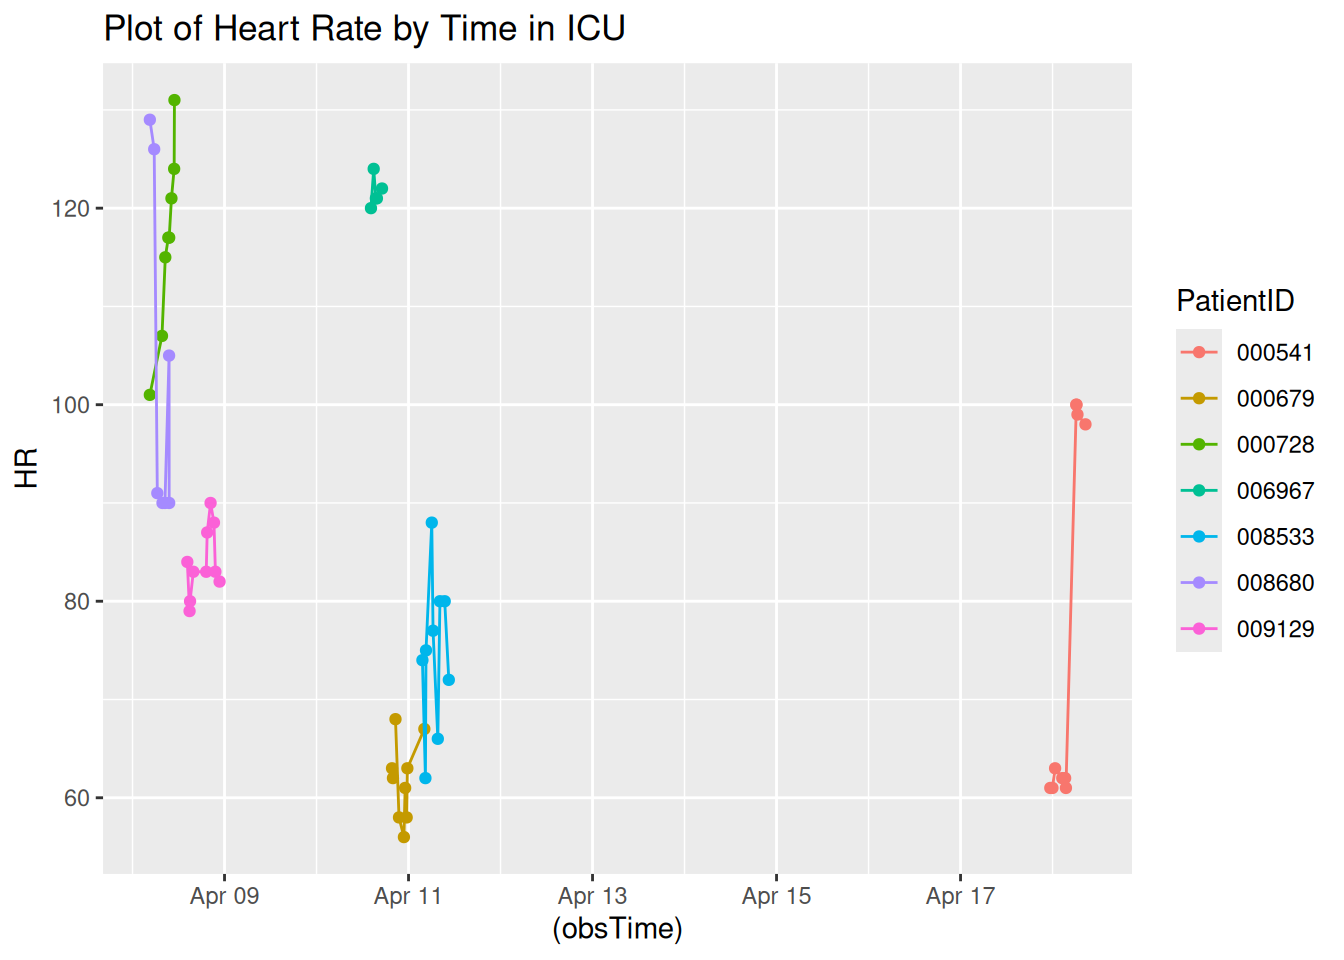 Plot of Heart Rate by Time in ICU
120
100
80
60
HR
Apr 09 Apr 11 Apr 13 Apr 15 Apr 17
(obsTime)
PatientID
000541
000679
000728
006967
008533
008680
009129